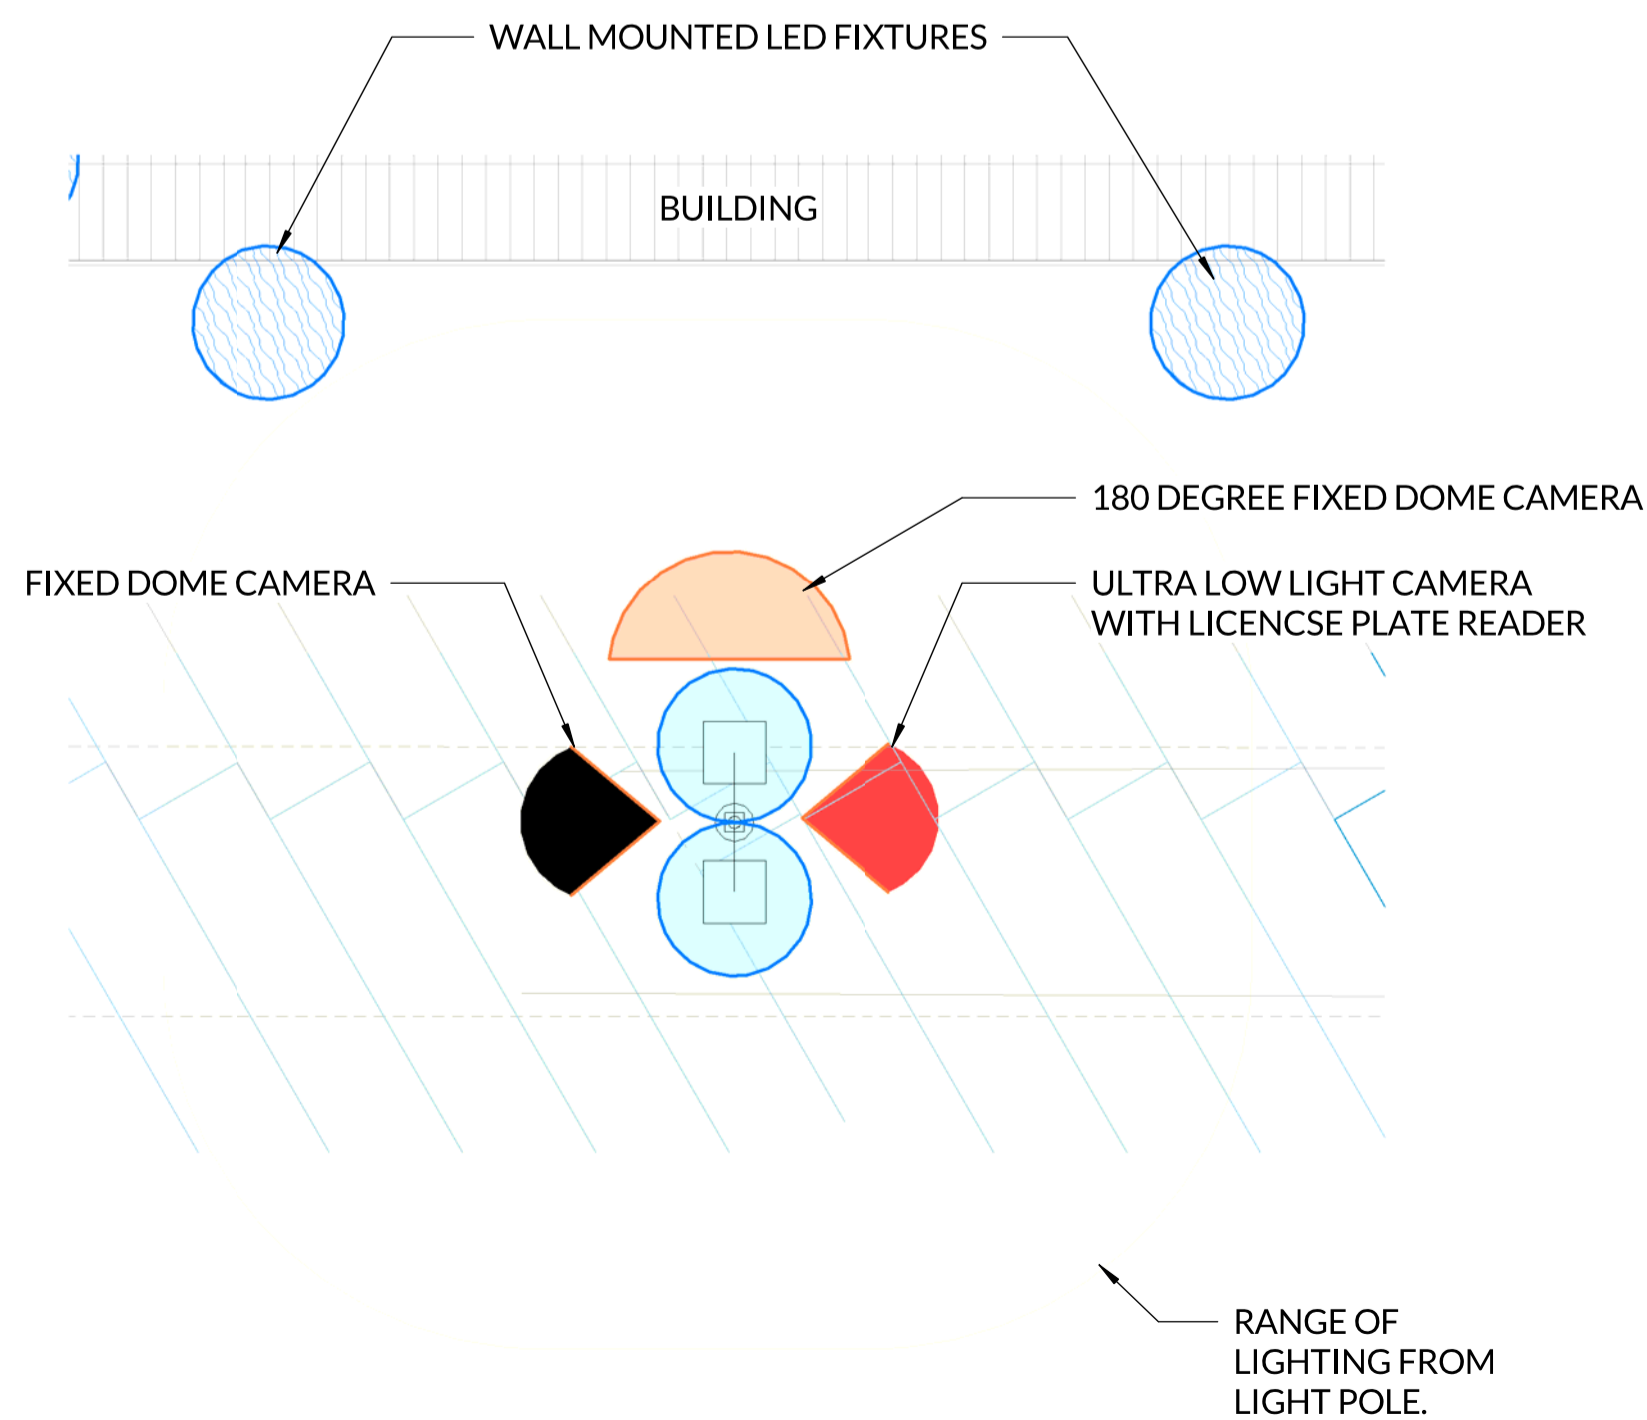 WALL MOUNTED LED FIXTURES
BUILDING
180 DEGREE FIXED DOME CAMERA
FIXED DOME CAMERA
ULTRA LOW LIGHT CAMERA
WITH LICENCSE PLATE READER
RANGE OF
LIGHTING FROM
LIGHT POLE.